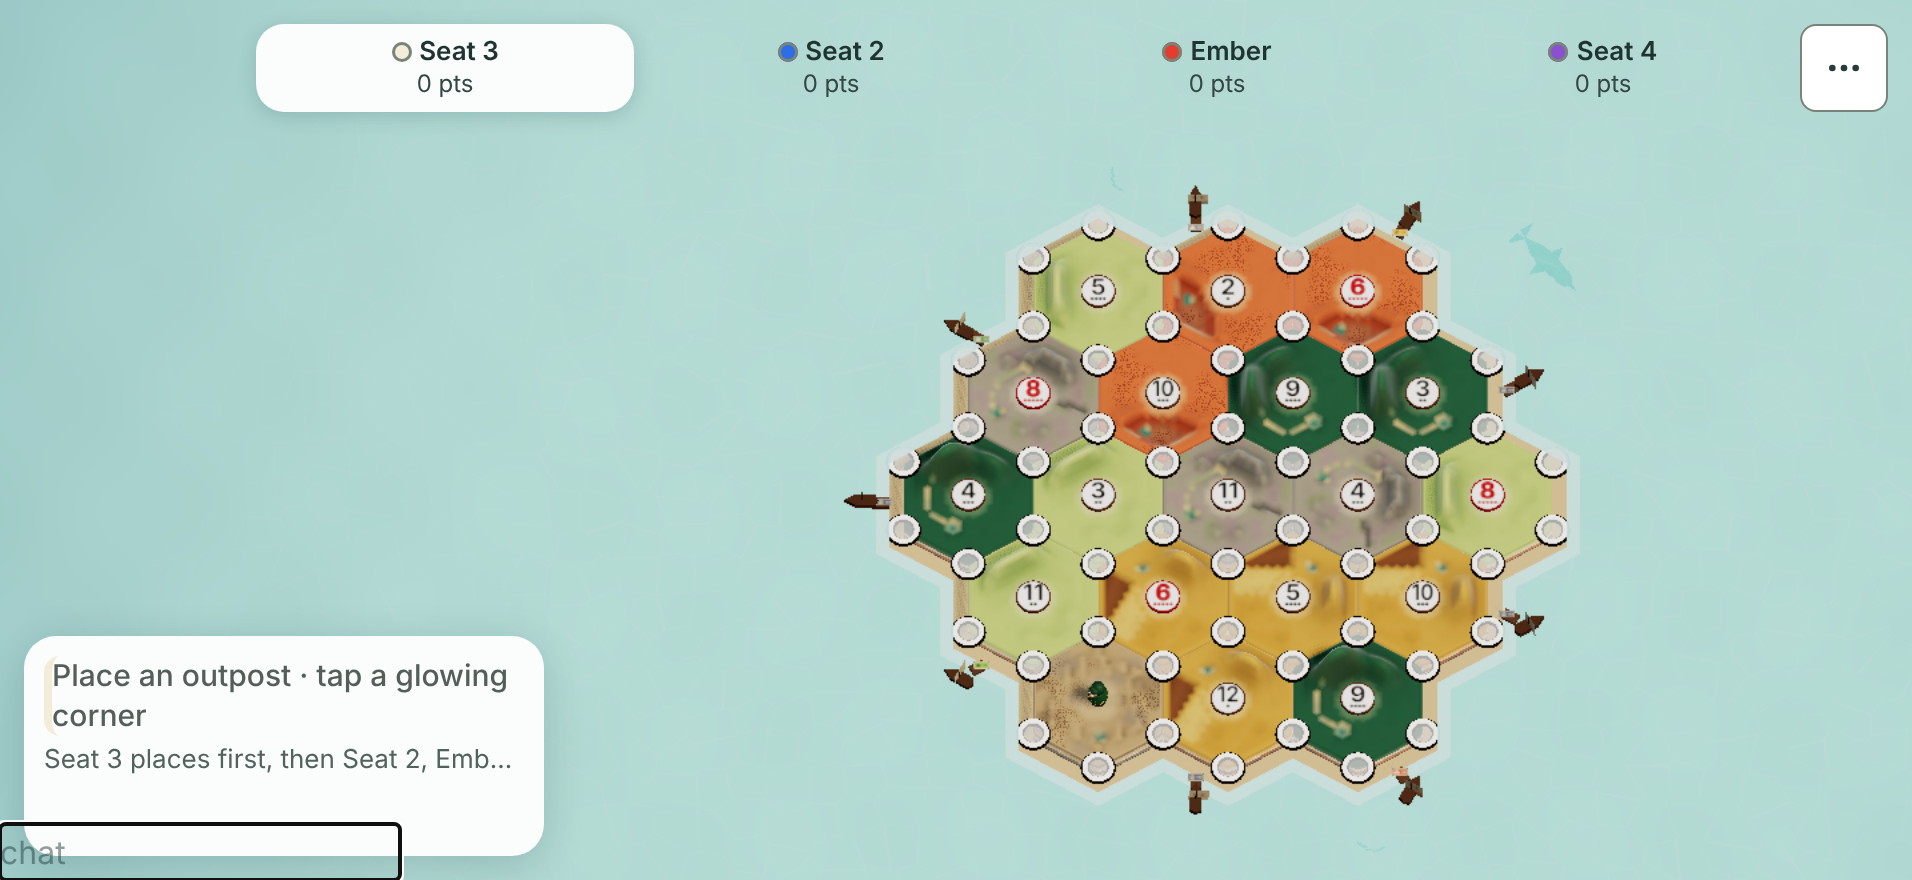 Seat 3
0 pts
Seat 2
0 pts
Ember
0 pts
Seat 4
0 pts
5
2
6
8
10
9
3
4
3
11
4
8
11
6
5
10
12
9
Place an outpost · tap a glowing
corner
Seat 3 places first, then Seat 2, Emb...
chat